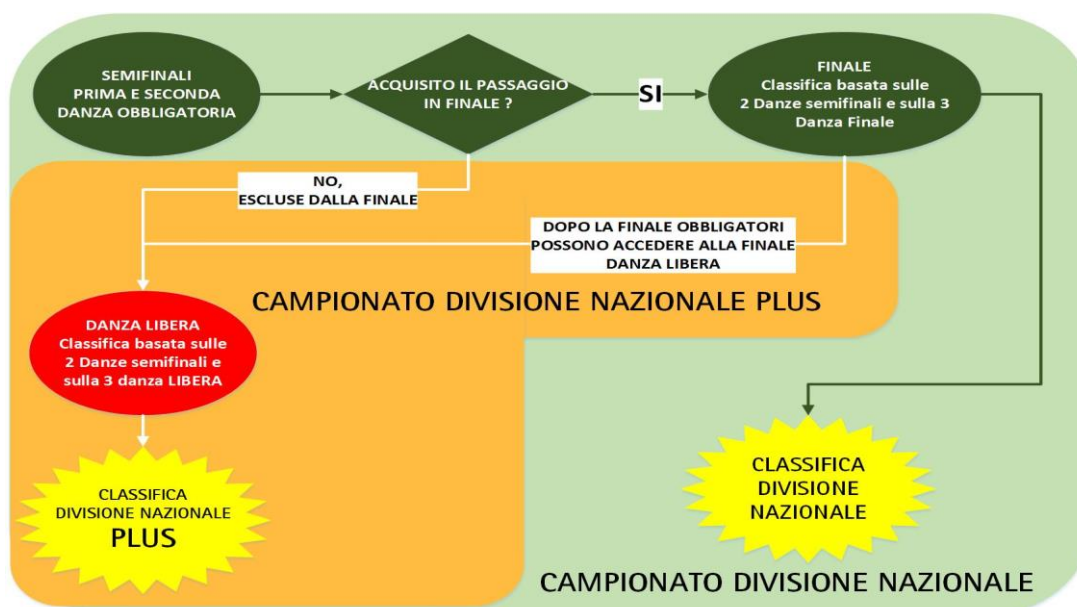 SEMIFINALI
PRIMA E SECONDA
DANZA OBBLIGATORIA
ACQUISITO IL PASSAGGIO
IN FINALE ?
SI
FINALE
Classifica basata sulle
2 Danze semifinali e sulla 3
Danza Finale
NO,
ESCLUSE DALLA FINALE
DOPO LA FINALE OBBLIGATORI
POSSONO ACCEDERE ALLA FINALE
DANZA LIBERA
CAMPIONATO DIVISIONE NAZIONALE PLUS
DANZA LIBERA
Classifica basata sulle
2 Danze semifinali e
sulla 3 danza LIBERA
CLASSIFICA
DIVISIONE NAZIONALE
PLUS
CLASSIFICA
DIVISIONE
NAZIONALE
CAMPIONATO DIVISIONE NAZIONALE